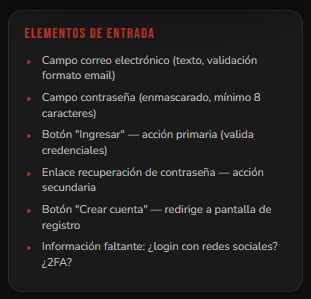 ELEMENTOS DE ENTRADA
Campo correo electrónico (texto, validación
formato email)
Campo contraseña (enmascarado, mínimo 8
caracteres)
Botón "Ingresar" — acción primaria (valida
credenciales)
Enlace recuperación de contraseña — acción
secundaria
Botón "Crear cuenta" — redirige a pantalla de
registro
Información faltante: ¿login con redes sociales?
¿2FA?